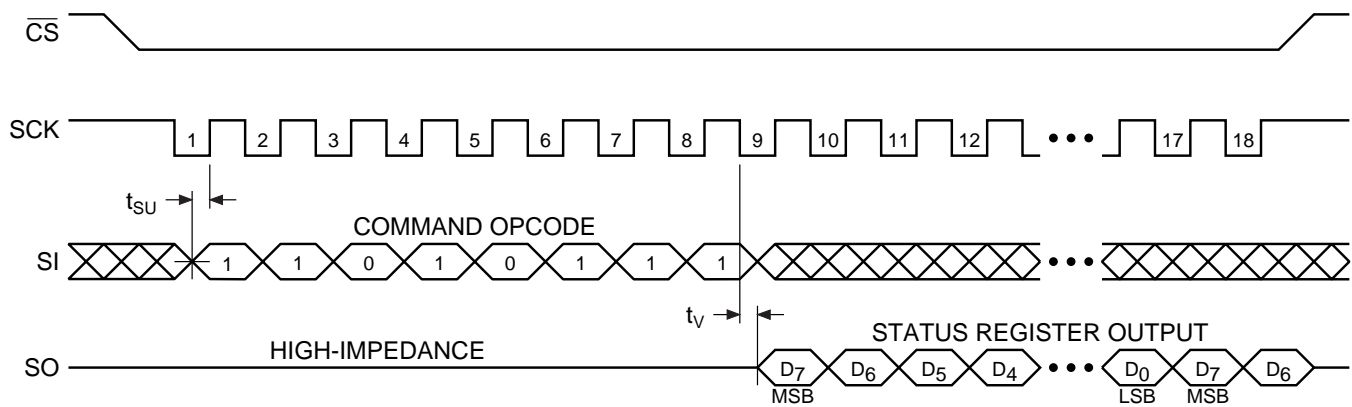 CS
SCK 1 2 3 4 5 6 7 8 9 10 11 12 ••• 17 18
tSU
COMMAND OPCODE
SI 1 1 0 1 0 1 1 1 •••
tV
STATUS REGISTER OUTPUT
HIGH-IMPEDANCE
SO D7 D6 D5 D4 ••• D0 D7 D6
MSB LSB MSB